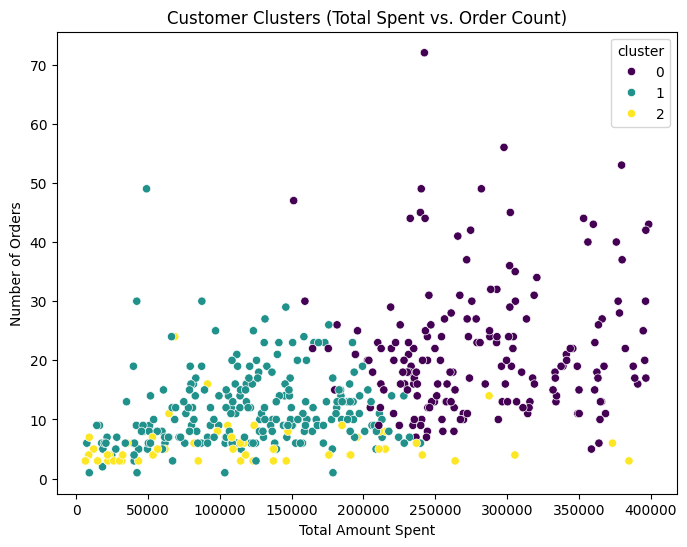 Customer Clusters (Total Spent vs. Order Count)
cluster
0
1
2
70
60
50
40
30
20
10
0
Number of Orders
0 50000 100000 150000 200000 250000 300000 350000 400000
Total Amount Spent